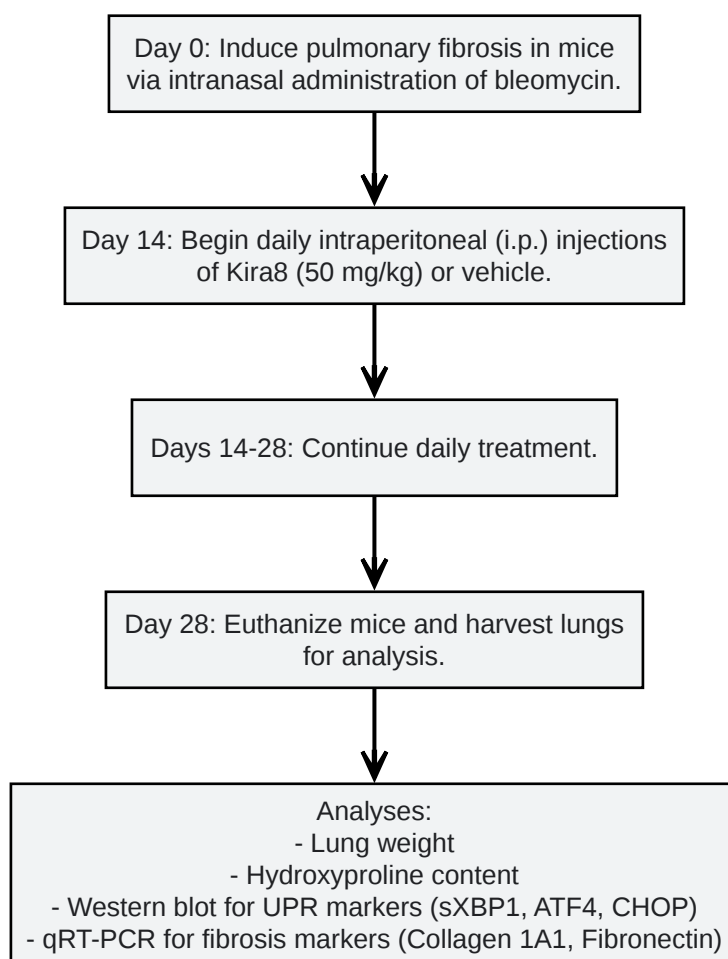 Day 0: Induce pulmonary fibrosis in mice
via intranasal administration of bleomycin.
Day 14: Begin daily intraperitoneal (i.p.) injections
of Kira8 (50 mg/kg) or vehicle.
Days 14-28: Continue daily treatment.
Day 28: Euthanize mice and harvest lungs
for analysis.
Analyses:
- Lung weight
- Hydroxyproline content
- Western blot for UPR markers (sXBP1, ATF4, CHOP)
- qRT-PCR for fibrosis markers (Collagen 1A1, Fibronectin)